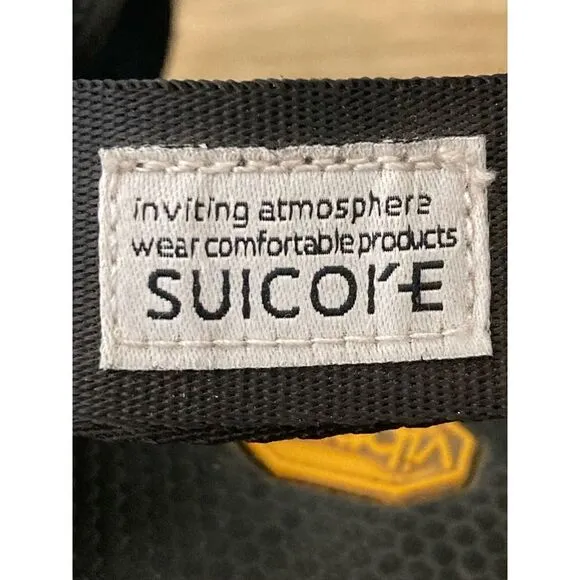 inviting atmosphere
wear comfortable products
SUICOKE